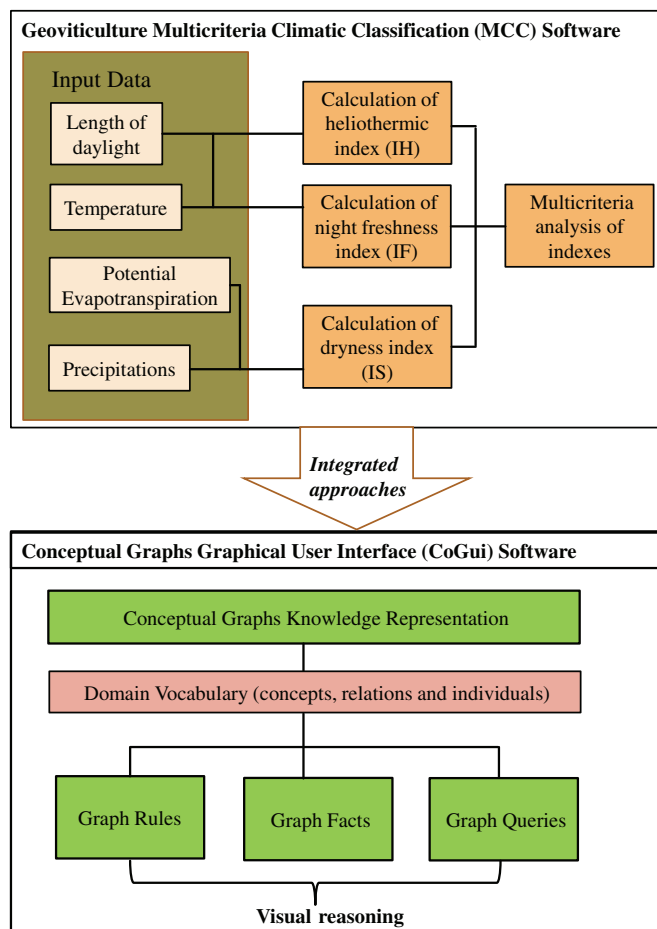 Geoviticulture Multicriteria Climatic Classification (MCC) Software
Input Data
Length of
daylight
Temperature
Potential
Evapotranspiration
Precipitations
Calculation of
heliothermic
index (IH)
Calculation of
night freshness
index (IF)
Calculation of
dryness index
(IS)
Multicriteria
analysis of
indexes
Integrated
approaches
Conceptual Graphs Graphical User Interface (CoGui) Software
Conceptual Graphs Knowledge Representation
Domain Vocabulary (concepts, relations and individuals)
Graph Rules
Graph Facts
Graph Queries
Visual reasoning